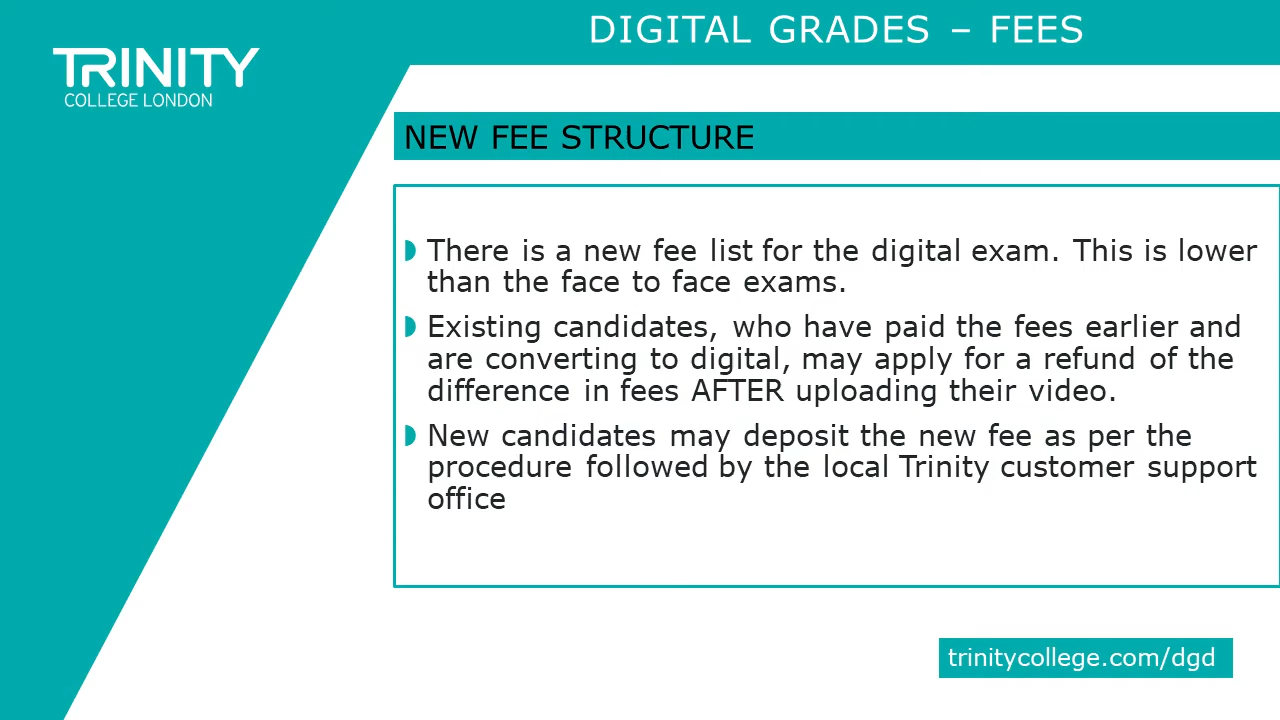 DIGITAL GRADES – FEES
TRINITY
COLLEGE LONDON
NEW FEE STRUCTURE
There is a new fee list for the digital exam. This is lower
than the face to face exams.
Existing candidates, who have paid the fees earlier and
are converting to digital, may apply for a refund of the
difference in fees AFTER uploading their video.
New candidates may deposit the new fee as per the
procedure followed by the local Trinity customer support
office
trinitycollege.com/dgd